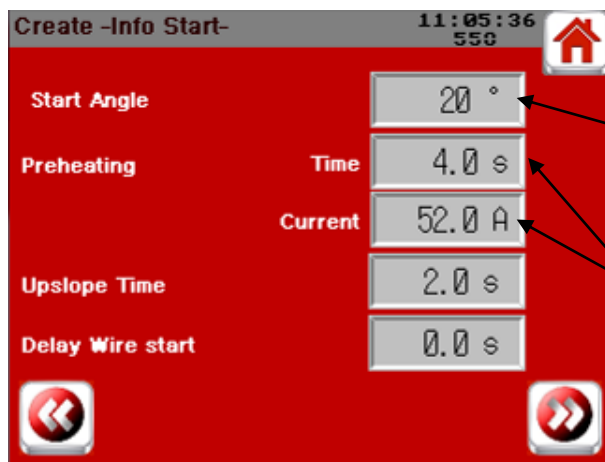 Create -Info Start-
11:05:36
550
Start Angle 20 °
Preheating Time 4.0 s
Current 52.0 A
Upslope Time 2.0 s
Delay Wire start 0.0 s